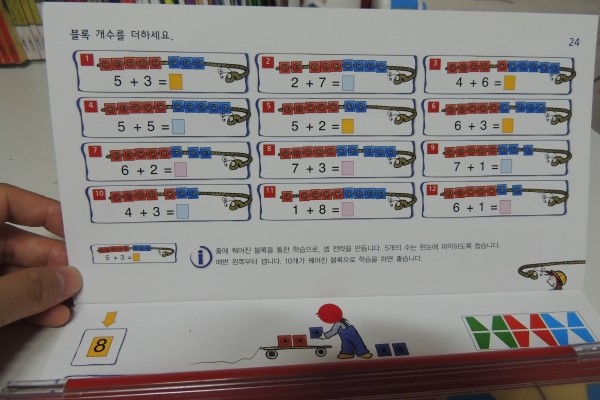 블록 개수를 더하세요.
24
1
5 + 3 =
2
2 + 7 =
3
4 + 6 =
4
5 + 5 =
5
5 + 2 =
6
6 + 3 =
7
6 + 2 =
8
7 + 3 =
9
7 + 1 =
10
4 + 3 =
11
1 + 8 =
12
6 + 1 =
5 + 3 =
i
줄에 꿰어진 블록을 통한 학습으로, 셈 전략을 만듭니다. 5개의 수는 한눈에 파악하도록 돕습니다.
매번 왼쪽부터 셉니다. 10개가 꿰어진 블록으로 학습을 하면 좋습니다.
8